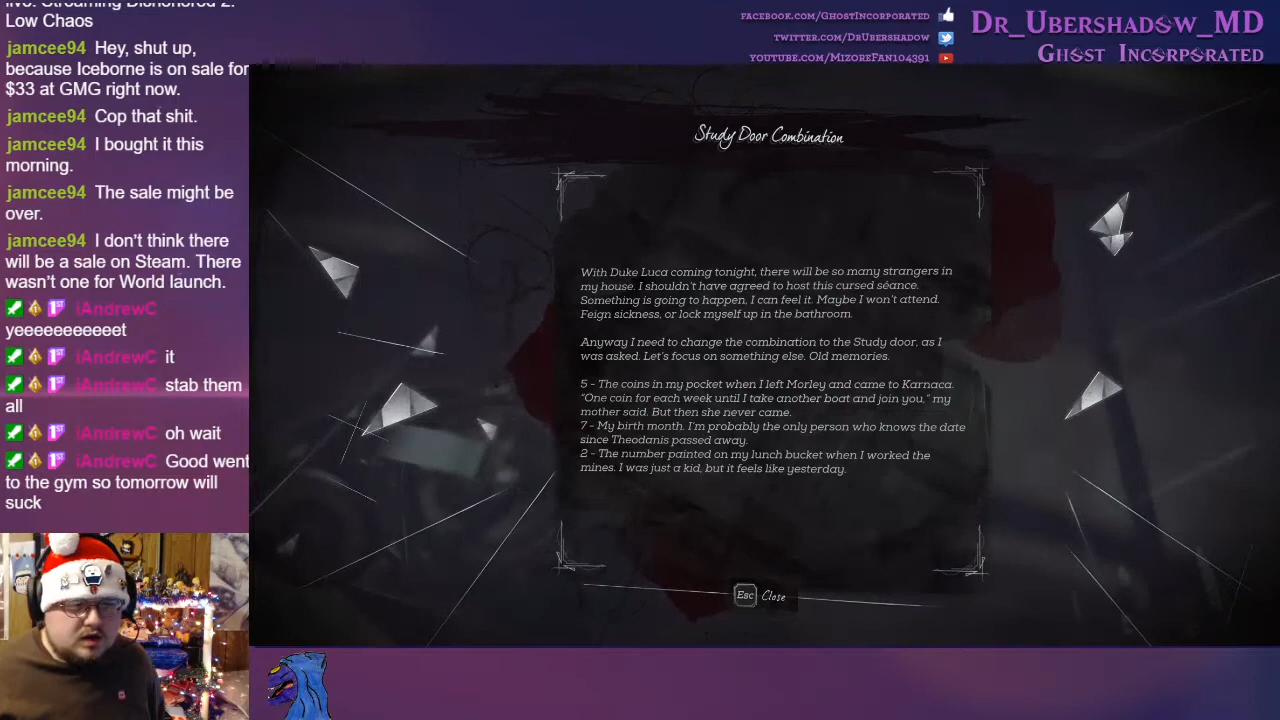 Low Chaos
jamcee94 Hey, shut up,
because Iceborne is on sale for
$33 at GMG right now.
jamcee94 Cop that shit.
jamcee94 I bought it this
morning.
jamcee94 The sale might be
over.
jamcee94 I don't think there
will be a sale on Steam. There
wasn't one for World launch.
iAndrewC
yeeeeeeeeeeet
iAndrewC it
iAndrewC stab them
all
iAndrewC oh wait
iAndrewC Good went
to the gym so tomorrow will
suck
facebook.com/GhostIncorporated
twitter.com/DrUbershadow
youtube.com/MizoreFan104391
Dr_Ubershadow_MD
Ghost Incorporated
Study Door Combination
With Duke Luca coming tonight, there will be so many strangers in
my house. I shouldn't have agreed to host this cursed séance.
Something is going to happen, I can feel it. Maybe I won't attend.
Feign sickness, or lock myself up in the bathroom.
Anyway I need to change the combination to the Study door, as I
was asked. Let's focus on something else. Old memories.
5 - The coins in my pocket when I left Morley and came to Karnaca.
"One coin for each week until I take another boat and join you," my
mother said. But then she never came.
7 - My birth month. I'm probably the only person who knows the date
since Theodanis passed away.
2 - The number painted on my lunch bucket when I worked the
mines. I was just a kid, but it feels like yesterday.
Esc Close